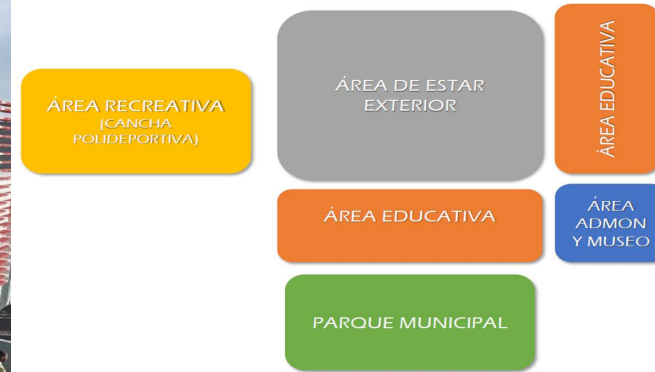 ÁREA RECREATIVA
(CANCHA
POLIDEPORTIVA)
ÁREA DE ESTAR
EXTERIOR
ÁREA EDUCATIVA
ÁREA EDUCATIVA
ÁREA
ADMON
Y MUSEO
PARQUE MUNICIPAL